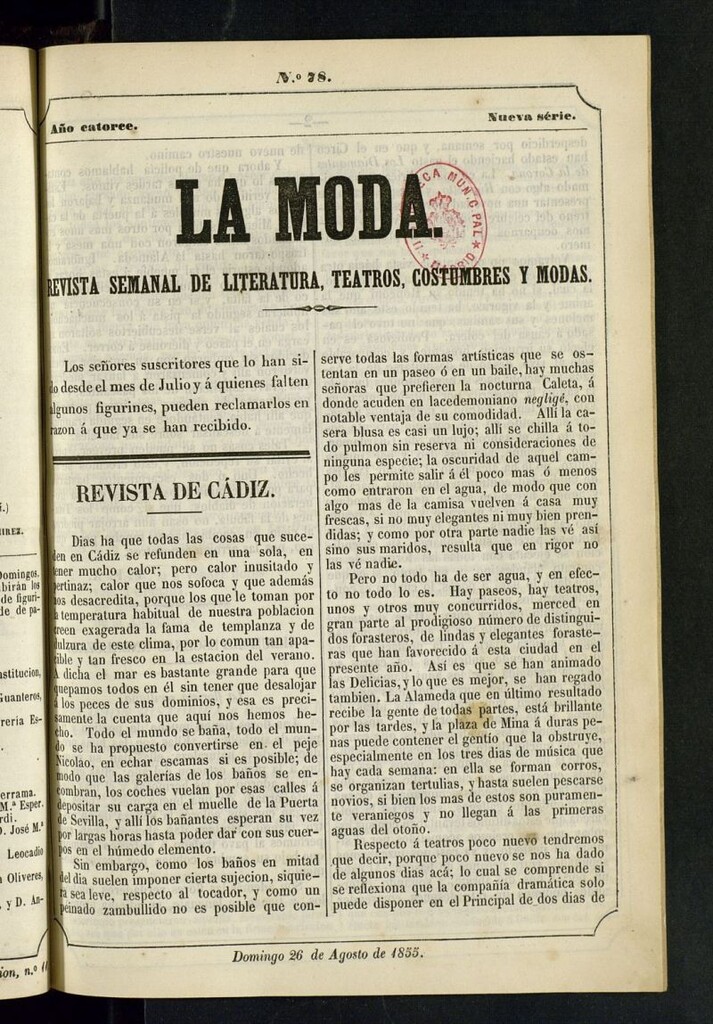 N.º 78.
Año catorce.
Nueva série.
LA MODA.
REVISTA SEMANAL DE LITERATURA, TEATROS, COSTUMBRES Y MODAS.
Los señores suscritores que lo han si-
do desde el mes de Julio y á quienes falten
algunos figurines, pueden reclamarlos en
razon á que ya se han recibido.
REVISTA DE CÁDIZ.
Dias ha que todas las cosas que suce-
den en Cádiz se refunden en una sola, en
tener mucho calor; pero calor inusitado y
pertinaz; calor que nos sofoca y que además
nos desacredita, porque los que le toman por
la temperatura habitual de nuestra poblacion
creen exagerada la fama de templanza y de
dulzura de este clima, por lo comun tan apa-
cible y tan fresco en la estacion del verano.
A dicha el mar es bastante grande para que
quepamos todos en él sin tener que desalojar
á los peces de sus dominios, y esa es preci-
samente la cuenta que aquí nos hemos he-
cho. Todo el mundo se baña, todo el mun-
do se ha propuesto convertirse en el peje
Nicolao, en echar escamas si es posible; de
modo que las galerías de los baños se en-
combran, los coches vuelan por esas calles á
depositar su carga en el muelle de la Puerta
de Sevilla, y allí los bañantes esperan su vez
por largas horas hasta poder dar con sus cuer-
pos en el húmedo elemento.
Sin embargo, como los baños en mitad
del dia suelen imponer cierta sujecion, siquie-
ra sea leve, respecto al tocador, y como un
peinado zambullido no es posible que con-
serve todas las formas artísticas que se os-
tentan en un paseo ó en un baile, hay muchas
señoras que prefieren la nocturna Caleta, á
donde acuden en lacedemoniano negligé, con
notable ventaja de su comodidad. Allí la ca-
sera blusa es casi un lujo; allí se chilla á to-
do pulmon sin reserva ni consideraciones de
ninguna especie; la oscuridad de aquel cam-
po les permite salir á él poco mas ó menos
como entraron en el agua, de modo que con
algo mas de la camisa vuelven á casa muy
frescas, si no muy elegantes ni muy bien pren-
didas; y como por otra parte nadie las vé así
sino sus maridos, resulta que en rigor no
las vé nadie.
Pero no todo ha de ser agua, y en efec-
to no todo lo es. Hay paseos, hay teatros,
unos y otros muy concurridos, merced en
gran parte al prodigioso número de distingui-
dos forasteros, de lindas y elegantes foraste-
ras que han favorecido á esta ciudad en el
presente año. Así es que se han animado
las Delicias, y lo que es mejor, se han regado
tambien. La Alameda que en último resultado
recibe la gente de todas partes, está brillante
por las tardes, y la plaza de Mina á duras pe-
nas puede contener el gentío que la obstruye,
especialmente en los tres dias de música que
hay cada semana: en ella se forman corros,
se organizan tertulias, y hasta suelen pescarse
novios, si bien los mas de estos son puramen-
te veraniegos y no llegan á las primeras
aguas del otoño.
Respecto á teatros poco nuevo tendremos
que decir, porque poco nuevo se nos ha dado
de algunos dias acá; lo cual se comprende si
se reflexiona que la compañía dramática solo
puede disponer en el Principal de dos dias de
Domingo 26 de Agosto de 1855.